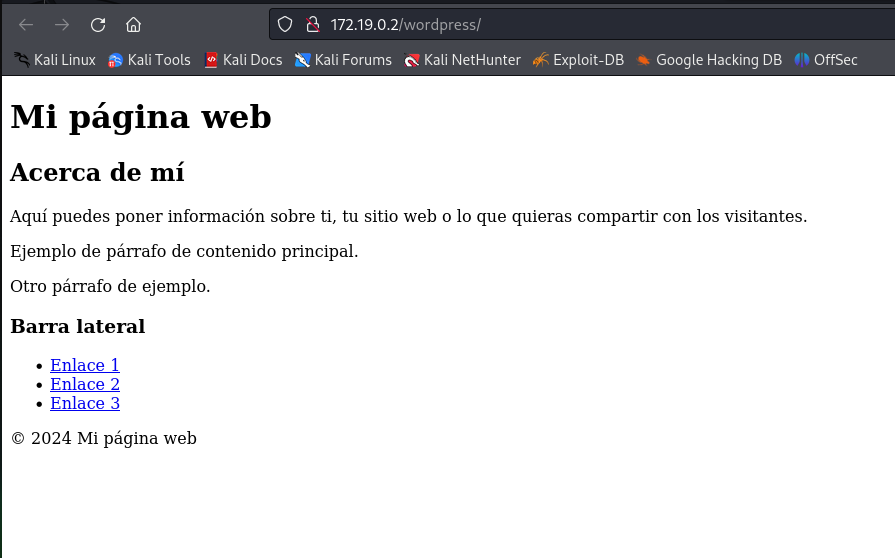 172.19.0.2/wordpress/
Kali Linux Kali Tools Kali Docs Kali Forums Kali NetHunter Exploit-DB Google Hacking DB OffSec
Mi página web
Acerca de mí
Aquí puedes poner información sobre ti, tu sitio web o lo que quieras compartir con los visitantes.
Ejemplo de párrafo de contenido principal.
Otro párrafo de ejemplo.
Barra lateral
• Enlace 1
• Enlace 2
• Enlace 3
© 2024 Mi página web